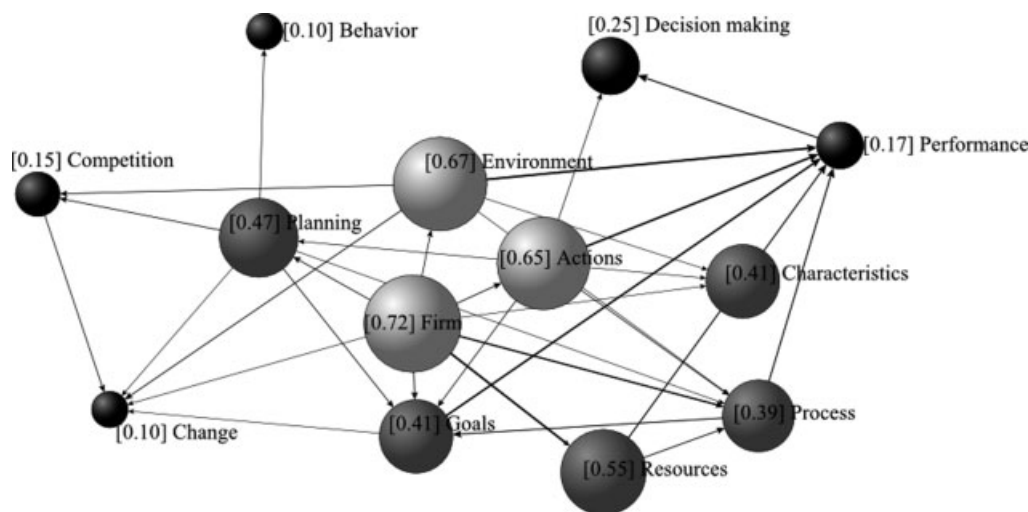 [0.10] Behavior
[0.25] Decision making
[0.17] Performance
[0.15] Competition
[0.67] Environment
[0.47] Planning
[0.65] Actions
[0.41] Characteristics
[0.72] Firm
[0.10] Change
[0.41] Goals
[0.39] Process
[0.55] Resources